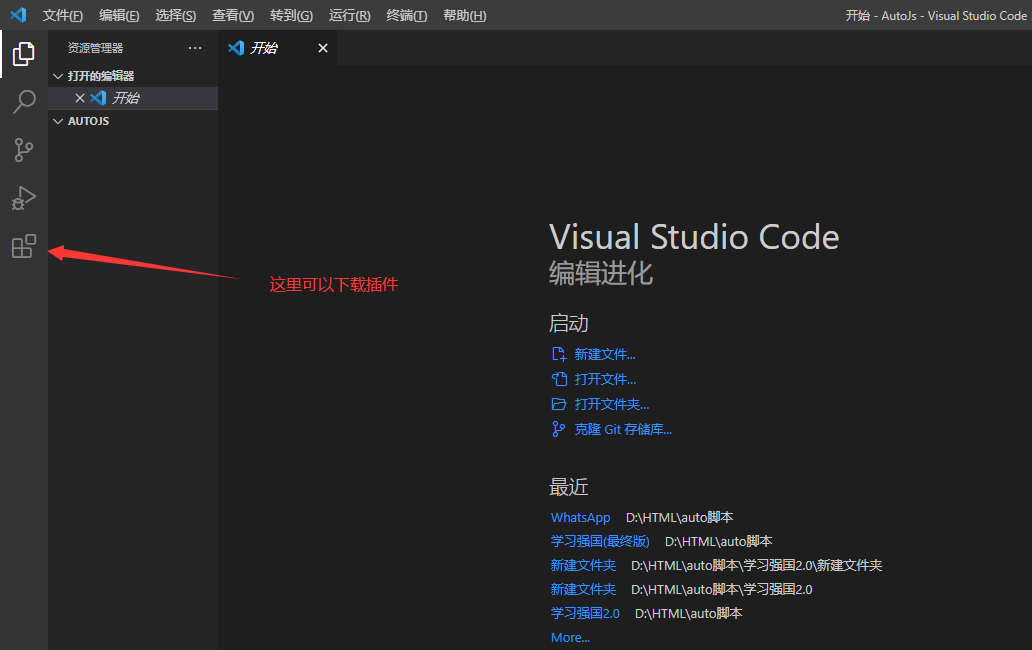 文件(F) 编辑(E) 选择(S) 查看(V) 转到(G) 运行(R) 终端(T) 帮助(H) 开始 - AutoJs - Visual Studio Code
资源管理器 ···
开始
打开的编辑器
开始
AUTOJS
这里可以下载插件
Visual Studio Code
编辑进化
启动
新建文件...
打开文件...
打开文件夹...
克隆 Git 存储库...
最近
WhatsApp D:\HTML\auto脚本
学习强国(最终版) D:\HTML\auto脚本
新建文件夹 D:\HTML\auto脚本\学习强国2.0\新建文件夹
新建文件夹 D:\HTML\auto脚本\学习强国2.0
学习强国2.0 D:\HTML\auto脚本
More...